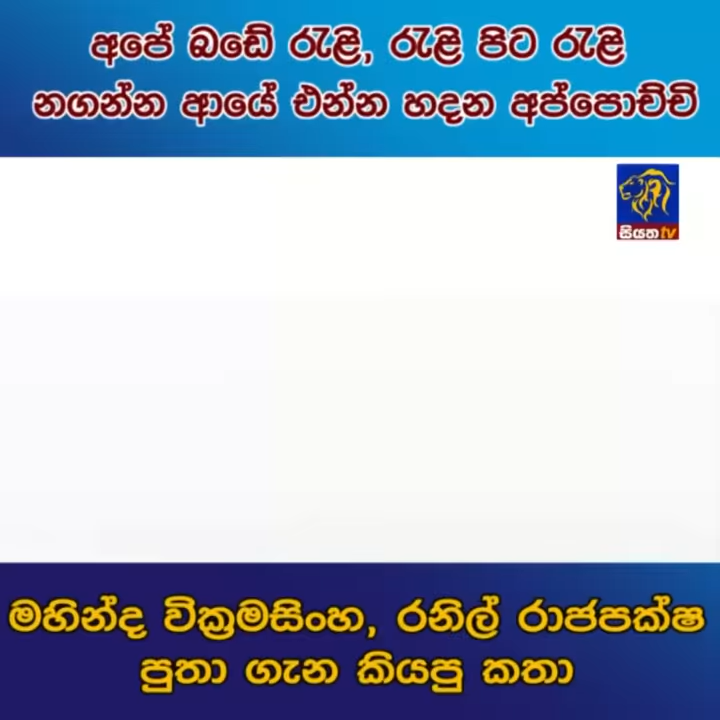 අපේ බඩේ රැළි, රැළි පිට රැළි
නගන්න ආයේ එන්න හදන අප්පොච්චි
සියත tv
මහින්ද වික්‍රමසිංහ, රනිල් රාජපක්ෂ
පුතා ගැන කියපු කතා